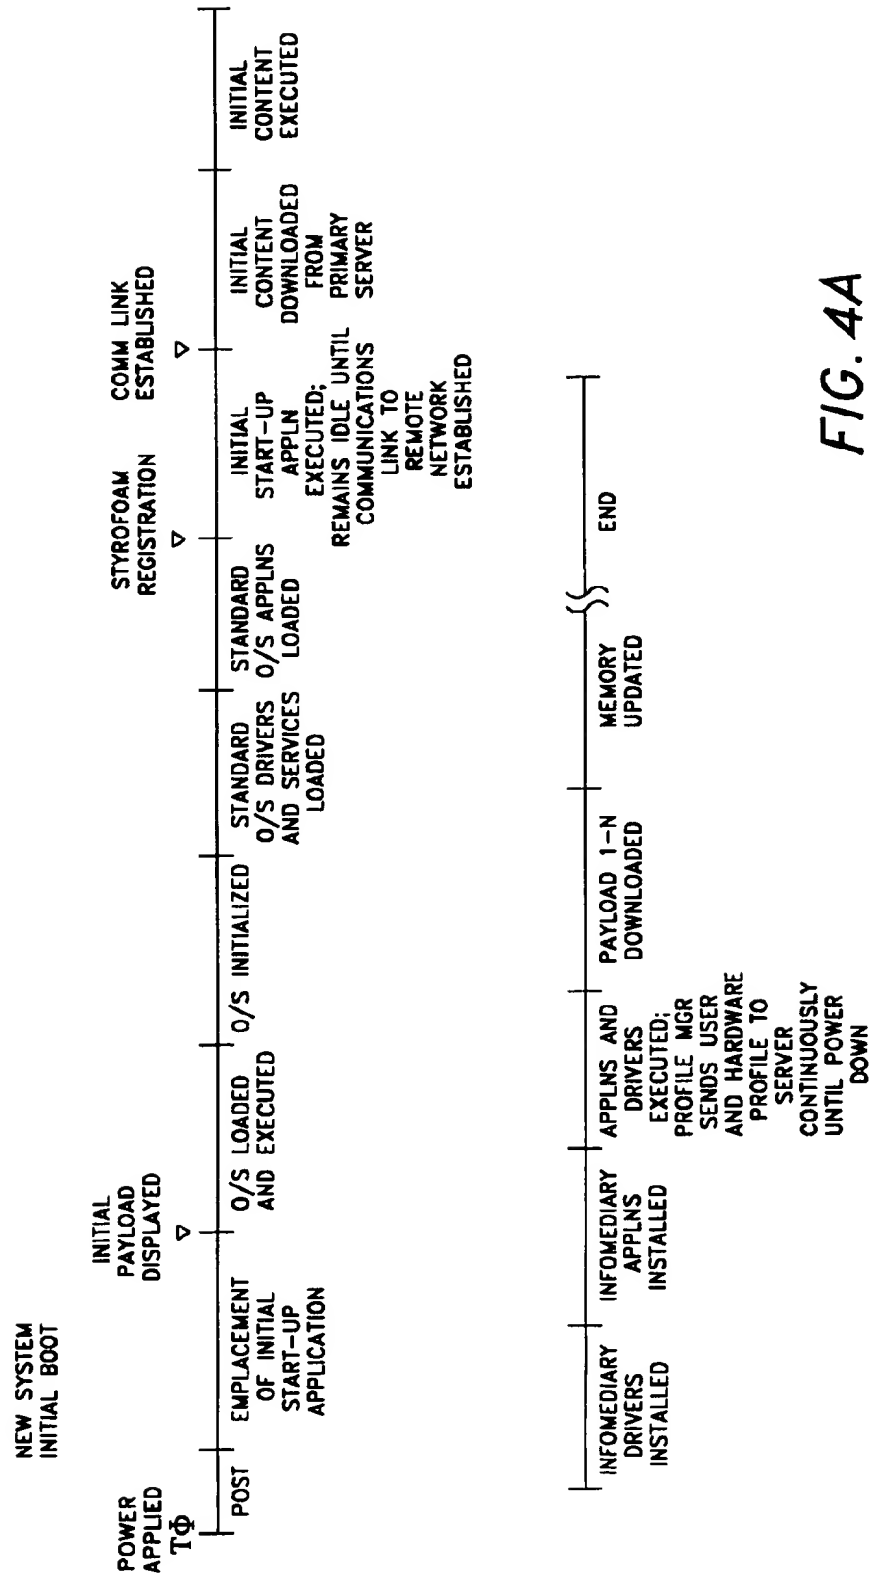 NEW SYSTEM
INITIAL BOOT
POWER
APPLIED
TΦ
INITIAL
PAYLOAD
DISPLAYED
STYROFOAM
REGISTRATION
COMM LINK
ESTABLISHED
POST
EMPLACEMENT
OF INITIAL
START-UP
APPLICATION
O/S LOADED
AND EXECUTED
O/S INITIALIZED
STANDARD
O/S DRIVERS
AND SERVICES
LOADED
STANDARD
O/S APPLNS
LOADED
INITIAL
START-UP
APPLN
EXECUTED;
REMAINS IDLE UNTIL
COMMUNICATIONS
LINK TO
REMOTE
NETWORK
ESTABLISHED
INITIAL
CONTENT
DOWNLOADED
FROM
PRIMARY
SERVER
INITIAL
CONTENT
EXECUTED
INFOMEDIARY
DRIVERS
INSTALLED
INFOMEDIARY
APPLNS
INSTALLED
APPLNS AND
DRIVERS
EXECUTED;
PROFILE MGR
SENDS USER
AND HARDWARE
PROFILE TO
SERVER
CONTINUOUSLY
UNTIL POWER
DOWN
PAYLOAD 1-N
DOWNLOADED
MEMORY
UPDATED
END
FIG. 4A